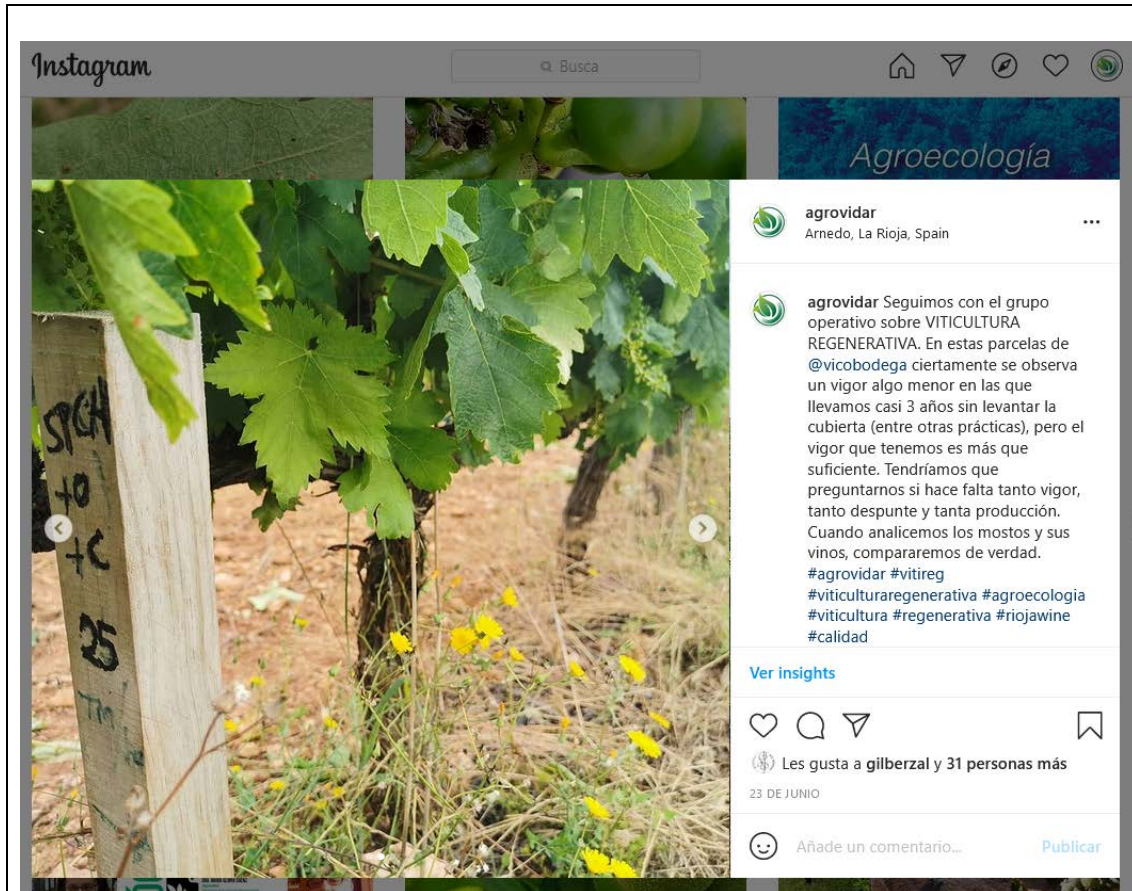 Instagram
Busca
Agroecología
agrovidar
Arnedo, La Rioja, Spain
agrovidar Seguimos con el grupo
operativo sobre VITICULTURA
REGENERATIVA. En estas parcelas de
@vicobodega ciertamente se observa
un vigor algo menor en las que
llevamos casi 3 años sin levantar la
cubierta (entre otras prácticas), pero el
vigor que tenemos es más que
suficiente. Tendríamos que
preguntarnos si hace falta tanto vigor,
tanto despunte y tanta producción.
Cuando analicemos los mostos y sus
vinos, compararemos de verdad.
#agrovidar #vitireg
#viticulturaregenerativa #agroecologia
#viticultura #regenerativa #riojawine
#calidad
Ver insights
Les gusta a gilberzal y 31 personas más
23 DE JUNIO
Añade un comentario... Publicar
+O
+C
25
TM